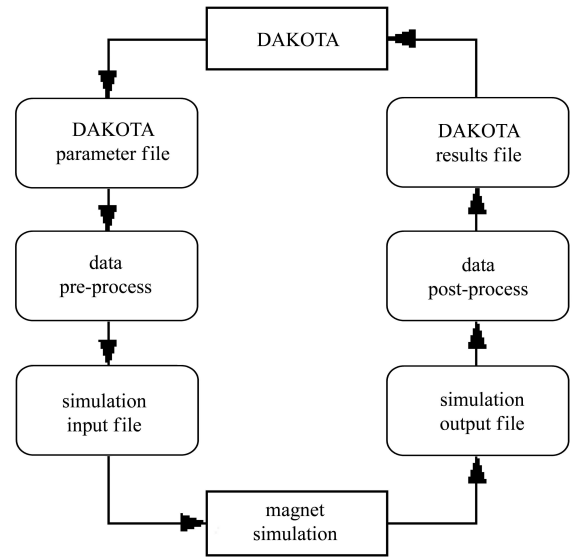 DAKOTA
DAKOTA
parameter file
data
pre-process
simulation
input file
magnet
simulation
simulation
output file
data
post-process
DAKOTA
results file